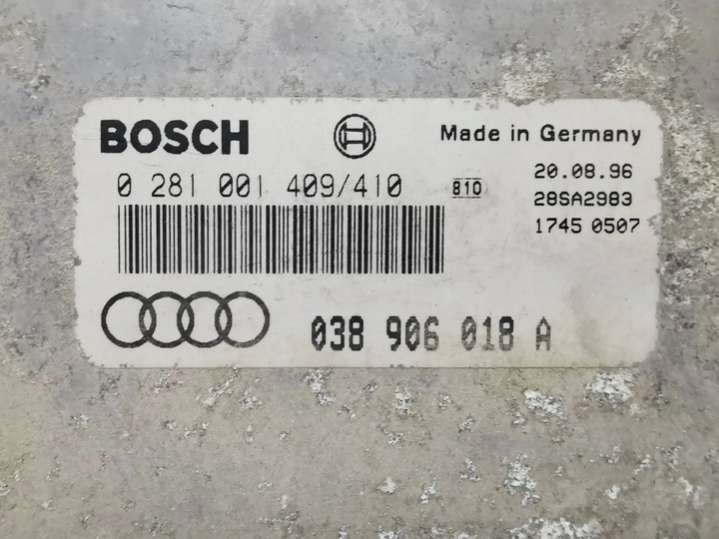 BOSCH
Made in Germany
0 281 001 409/410
810
20.08.96
28SA2983
1745 0507
038 906 018 A